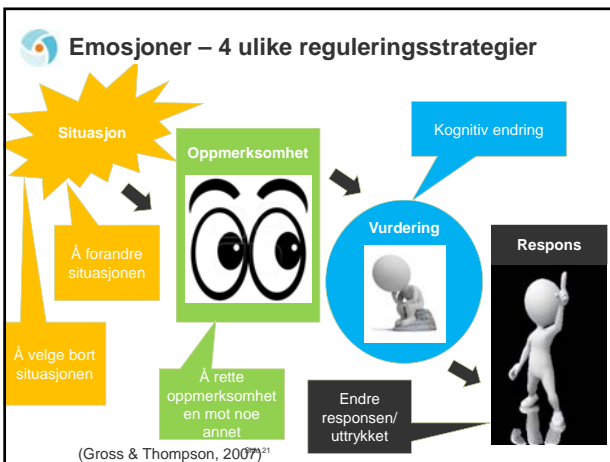 Emosjoner – 4 ulike reguleringsstrategier
Situasjon
Oppmerksomhet
Kognitiv endring
Vurdering
Respons
Å forandre
situasjonen
Å velge bort
situasjonen
Å rette
oppmerksomhet
en mot noe
annet
Endre
responsen/
uttrykket
(Gross & Thompson, 2007)